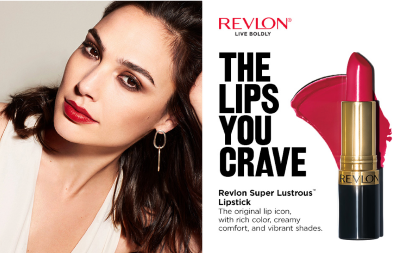 REVLON®
LIVE BOLDLY
THE
LIPS
YOU
CRAVE
REVLON
Revlon Super Lustrous™
Lipstick
The original lip icon,
with rich color, creamy
comfort, and vibrant shades.